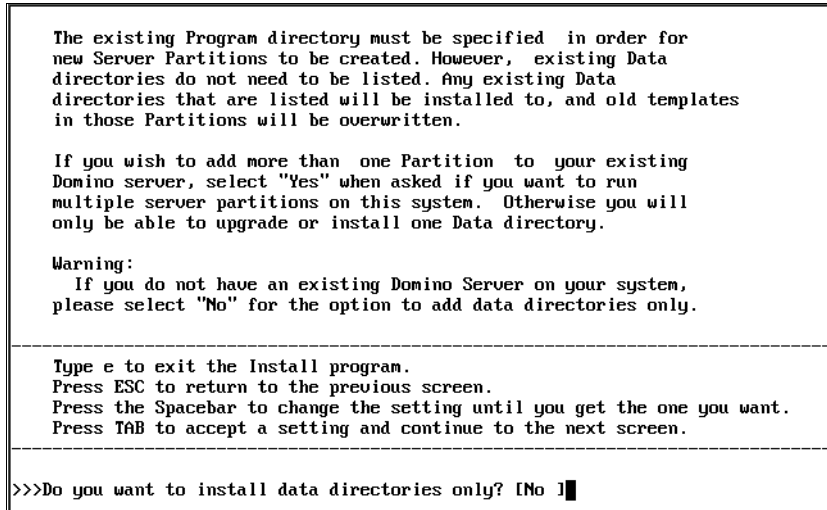 The existing Program directory must be specified  in order for
new Server Partitions to be created. However,  existing Data
directories do not need to be listed. Any existing Data
directories that are listed will be installed to, and old templates
in those Partitions will be overwritten.
If you wish to add more than  one Partition  to  your existing
Domino server, select "Yes" when asked if you want to run
multiple server partitions on this system.  Otherwise you will
only be able to upgrade or install one Data directory.
Warning:
If you do not have an existing Domino Server on your system,
please select "No" for the option to add data directories only.
Type e to exit the Install program.
Press ESC to return to the previous screen.
Press the Spacebar to change the setting until you get the one you want.
Press TAB to accept a setting and continue to the next screen.
>>>Do you want to install data directories only? [No ]